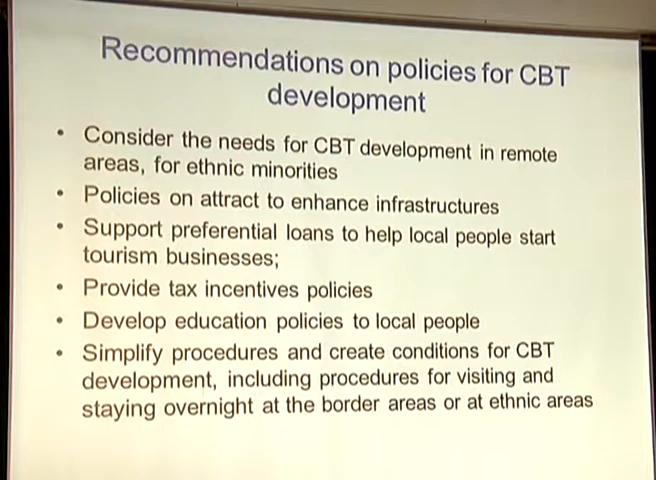 Recommendations on policies for CBT
development
• Consider the needs for CBT development in remote
areas, for ethnic minorities
• Policies on attract to enhance infrastructures
• Support preferential loans to help local people start
tourism businesses;
• Provide tax incentives policies
• Develop education policies to local people
• Simplify procedures and create conditions for CBT
development, including procedures for visiting and
staying overnight at the border areas or at ethnic areas